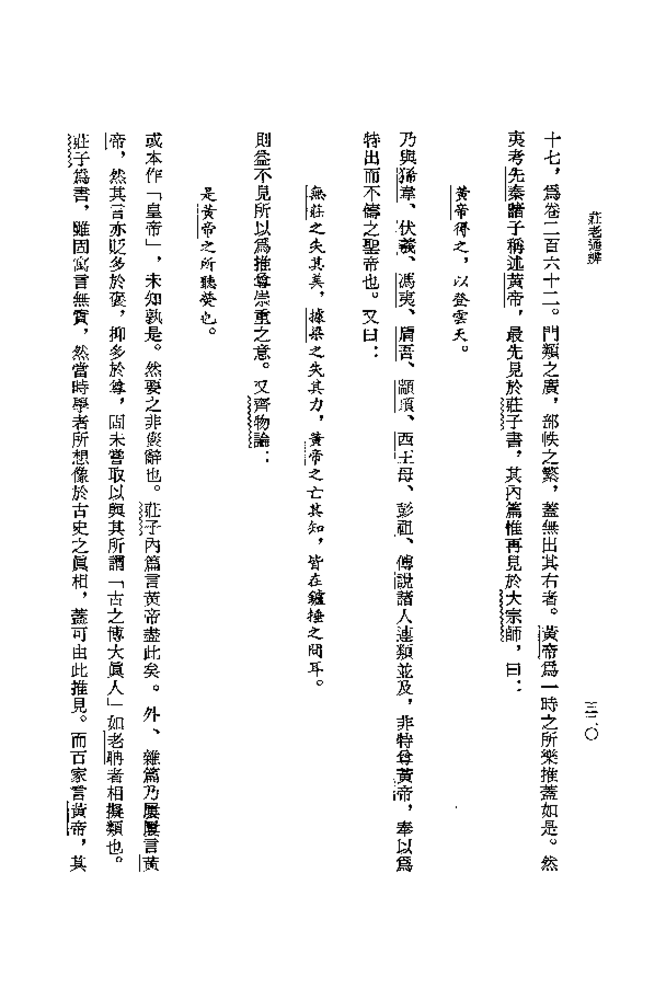 莊老通辨
三二〇
十七，爲卷二百六十二。門類之廣，部帙之繁，蓋無出其右者。黃帝爲一時之所樂推蓋如是。然
夷考先秦諸子稱述黃帝，最先見於莊子書，其內篇惟再見於大宗師，曰：
黃帝得之，以登雲天。
乃與狶韋、伏羲、馮夷、肩吾、顓頊、西王母、彭祖、傅說諸人連類並及，非特尊黃帝，奉以爲
特出而不儔之聖帝也。又曰：
無莊之失其美，據梁之失其力，黃帝之亡其知，皆在鑪捶之間耳。
則益不見所以爲推尊崇重之意。又齊物論：
是黃帝之所聽熒也。
或本作「皇帝」，未知孰是。然要之非襃辭也。莊子內篇言黃帝盡此矣。外、雜篇乃屢屢言黃
帝，然其言亦貶多於襃，抑多於尊，固未嘗取以與其所謂「古之博大眞人」如老聃者相擬類也。
莊子爲書，雖固寓言無實，然當時學者所想像於古史之眞相，蓋可由此推見。而百家言黃帝，其